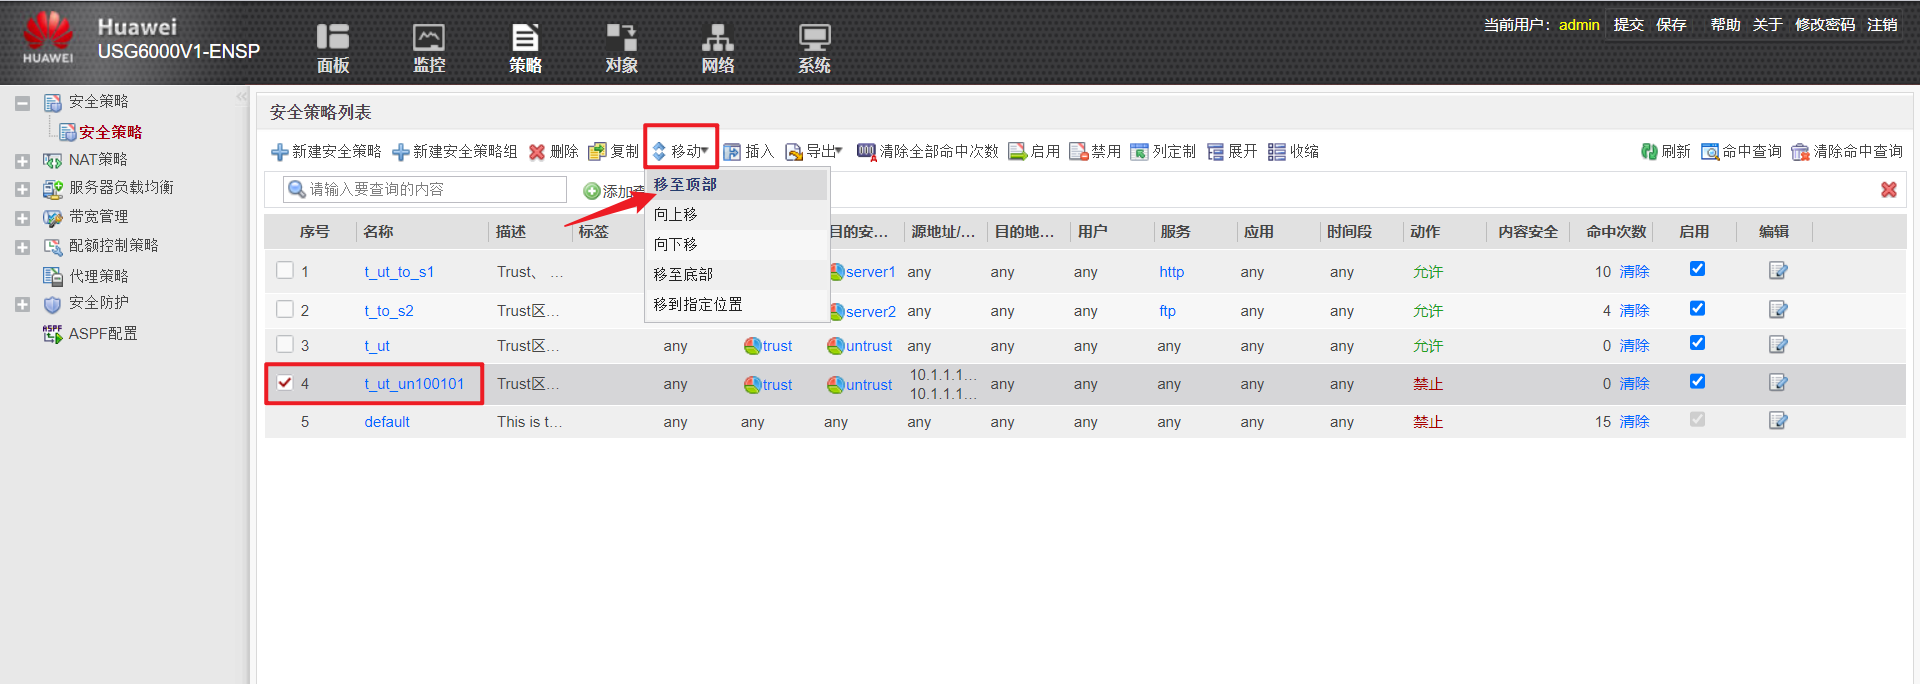 HUAWEI
Huawei
USG6000V1-ENSP
面板
监控
策略
对象
网络
系统
当前用户： admin 提交 保存 帮助 关于 修改密码 注销
安全策略
安全策略
NAT策略
服务器负载均衡
带宽管理
配额控制策略
代理策略
安全防护
ASPF ASPF配置
安全策略列表
新建安全策略 新建安全策略组 删除 复制 移动 插入 导出 清除全部命中次数 启用 禁用 列定制 展开 收缩 刷新 命中查询 清除命中查询
请输入要查询的内容 添加
移至顶部
向上移
向下移
移至底部
移到指定位置
序号 名称 描述 标签 目的安... 源地址/... 目的地... 用户 服务 应用 时间段 动作 内容安全 命中次数 启用 编辑
1 t_ut_to_s1 Trust、 ... server1 any any any http any any 允许 10 清除
2 t_to_s2 Trust区... server2 any any any ftp any any 允许 4 清除
3 t_ut Trust区... any trust untrust any any any any any any 允许 0 清除
4 t_ut_un100101 Trust区... any trust untrust 10.1.1.1... 10.1.1.1... any any any any any 禁止 0 清除
5 default This is t... any any any any any any any any any 禁止 15 清除